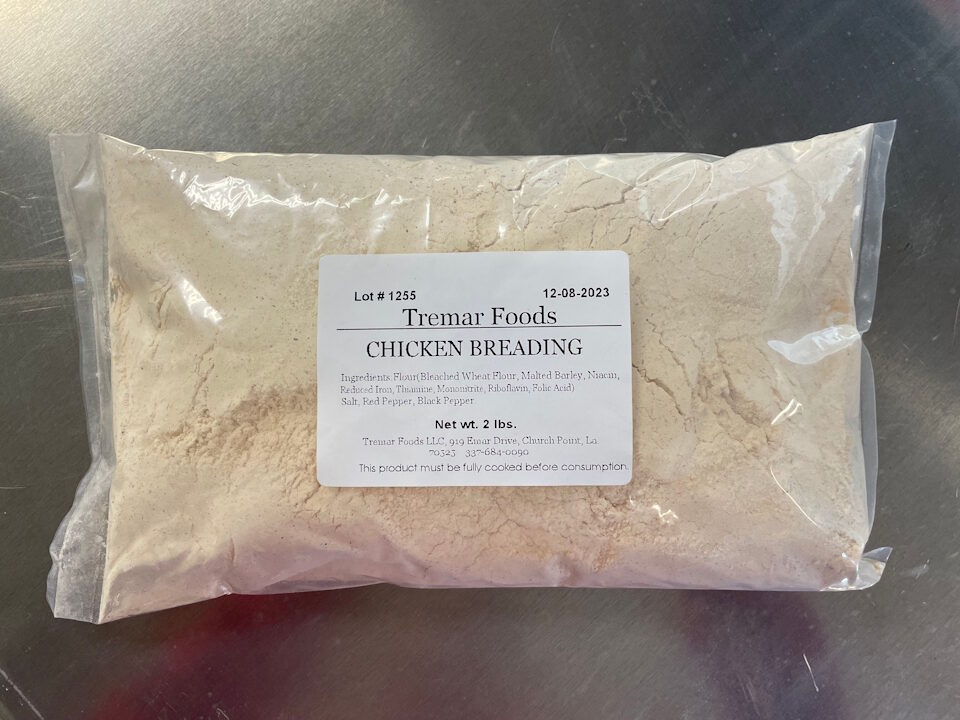 Lot # 1255 12-08-2023
Tremar Foods
CHICKEN BREADING
Ingredients: Flour(Bleached Wheat Flour, Malted Barley, Niacin,
Reduced Iron, Thiamine, Mononitrite, Riboflavin, Folic Acid)
Salt, Red Pepper, Black Pepper.
Net wt. 2 lbs.
Tremar Foods LLC, 919 Emar Drive, Church Point, La
70525 337-684-0090
This product must be fully cooked before consumption.